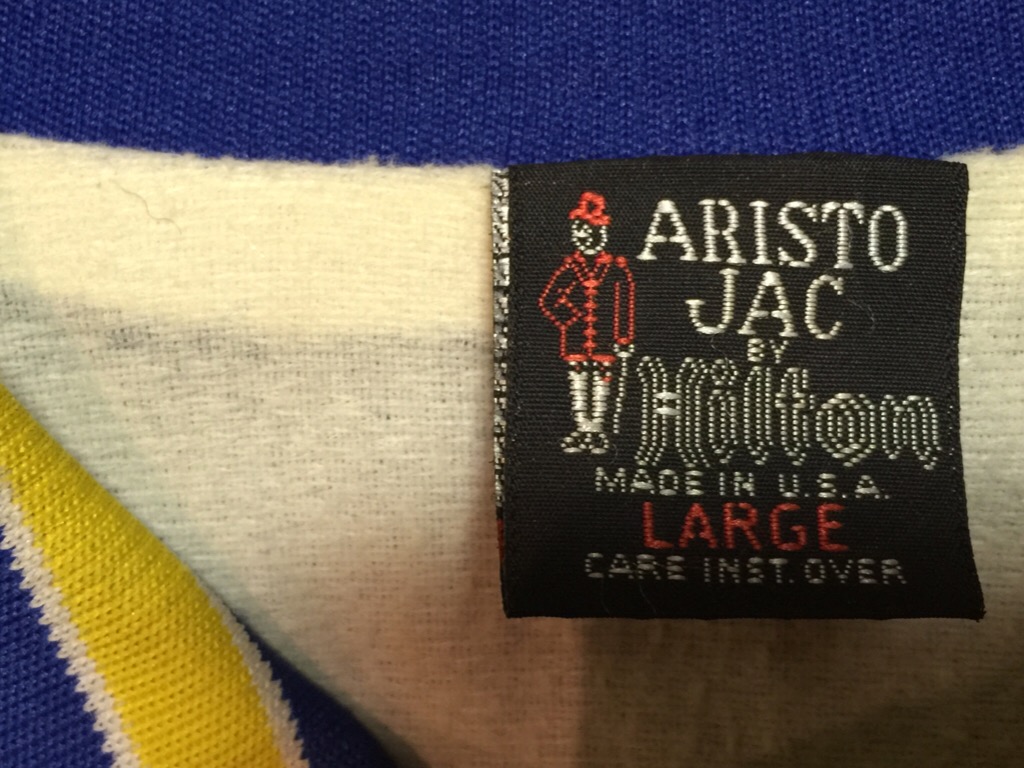 ARISTO
JAC
BY
Hilton
MADE IN U.S.A.
LARGE
CARE INST. OVER